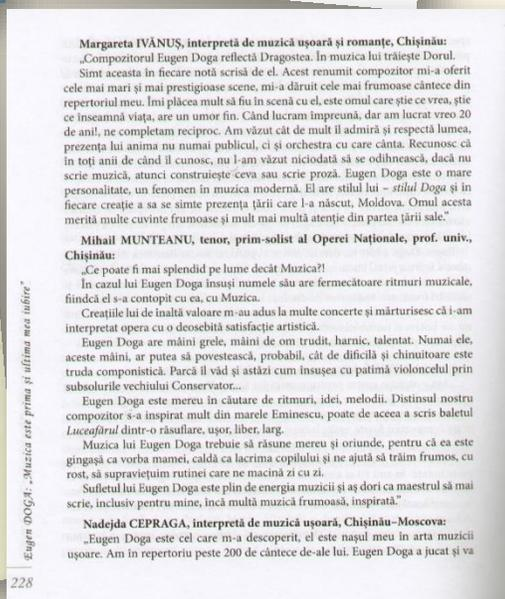 Margareta IVĂNUȘ, interpretă de muzică ușoară și romanțe, Chișinău:
„Compozitorul Eugen Doga reflectă Dragostea. În muzica lui trăiește Dorul.
Simt aceasta în fiecare notă scrisă de el. Acest renumit compozitor mi-a oferit
cele mai mari și mai prestigioase scene, mi-a dăruit cele mai frumoase cântece din
repertoriul meu. Îmi plăcea mult să fiu în scenă cu el, este omul care știe ce vrea, știe
ce înseamnă viața, are un umor fin. Când lucram împreună, dar am lucrat vreo 20
de ani!, ne completam reciproc. Am văzut cât de mult îl admiră și respectă lumea,
prezența lui anima nu numai publicul, ci și orchestra cu care cânta. Recunosc că
în toți anii de când îl cunosc, nu l-am văzut niciodată să se odihnească, dacă nu
scrie muzică, atunci construiește ceva sau scrie proză. Eugen Doga este o mare
personalitate, un fenomen în muzica modernă. El are stilul lui – stilul Doga și în
fiecare creație a sa se simte prezența țării care l-a născut, Moldova. Omul acesta
merită multe cuvinte frumoase și mult mai multă atenție din partea țării sale.”
Mihail MUNTEANU, tenor, prim-solist al Operei Naționale, prof. univ.,
Chișinău:
„Ce poate fi mai splendid pe lume decât Muzica?!
În cazul lui Eugen Doga însuși numele său are fermecătoare ritmuri muzicale,
fiindcă el s-a contopit cu ea, cu Muzica.
Creațiile lui de înaltă valoare m-au adus la multe concerte și mărturisesc că i-am
interpretat opera cu o deosebită satisfacție artistică.
Eugen Doga are mâini grele, mâini de om trudit, harnic, talentat. Numai ele,
aceste mâini, ar putea să povestească, probabil, cât de dificilă și chinuitoare este
truda componistică. Parcă îl văd și astăzi cum însușea cu patimă violoncelul prin
subsolurile vechiului Conservator...
Eugen Doga este mereu în căutare de ritmuri, idei, melodii. Distinsul nostru
compozitor s-a inspirat mult din marele Eminescu, poate de aceea a scris baletul
Luceafărul dintr-o răsuflare, ușor, liber, larg.
Muzica lui Eugen Doga trebuie să răsune mereu și oriunde, pentru că ea este
gingașă ca vorba mamei, caldă ca lacrima copilului și ne ajută să trăim frumos, cu
rost, să supraviețuim rutinei care ne macină zi cu zi.
Sufletul lui Eugen Doga este plin de energia muzicii și aș dori ca maestrul să mai
scrie, inclusiv pentru mine, încă multă muzică frumoasă, inspirată.”
Nadejda CEPRAGA, interpretă de muzică ușoară, Chișinău–Moscova:
„Eugen Doga este cel care m-a descoperit, el este nașul meu în arta muzicii
ușoare. Am în repertoriu peste 200 de cântece de-ale lui. Eugen Doga a jucat și va
Eugen DOGA: „Muzica este prima și ultima mea iubire”
228